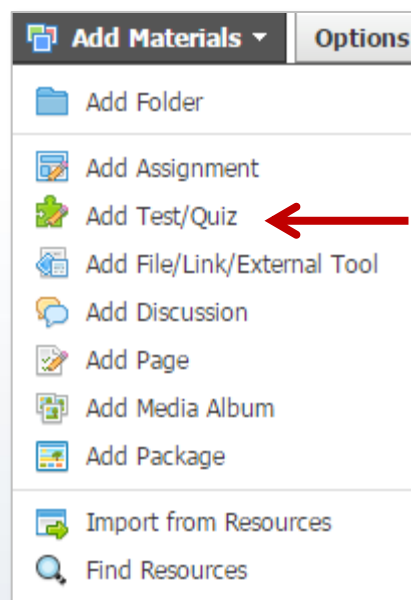 Add Materials Options
Add Folder
Add Assignment
Add Test/Quiz
Add File/Link/External Tool
Add Discussion
Add Page
Add Media Album
Add Package
Import from Resources
Find Resources